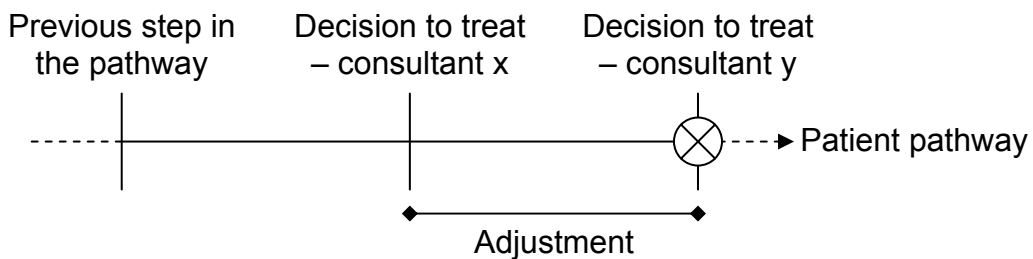 Previous step in
the pathway
Decision to treat
– consultant x
Decision to treat
– consultant y
Patient pathway
Adjustment